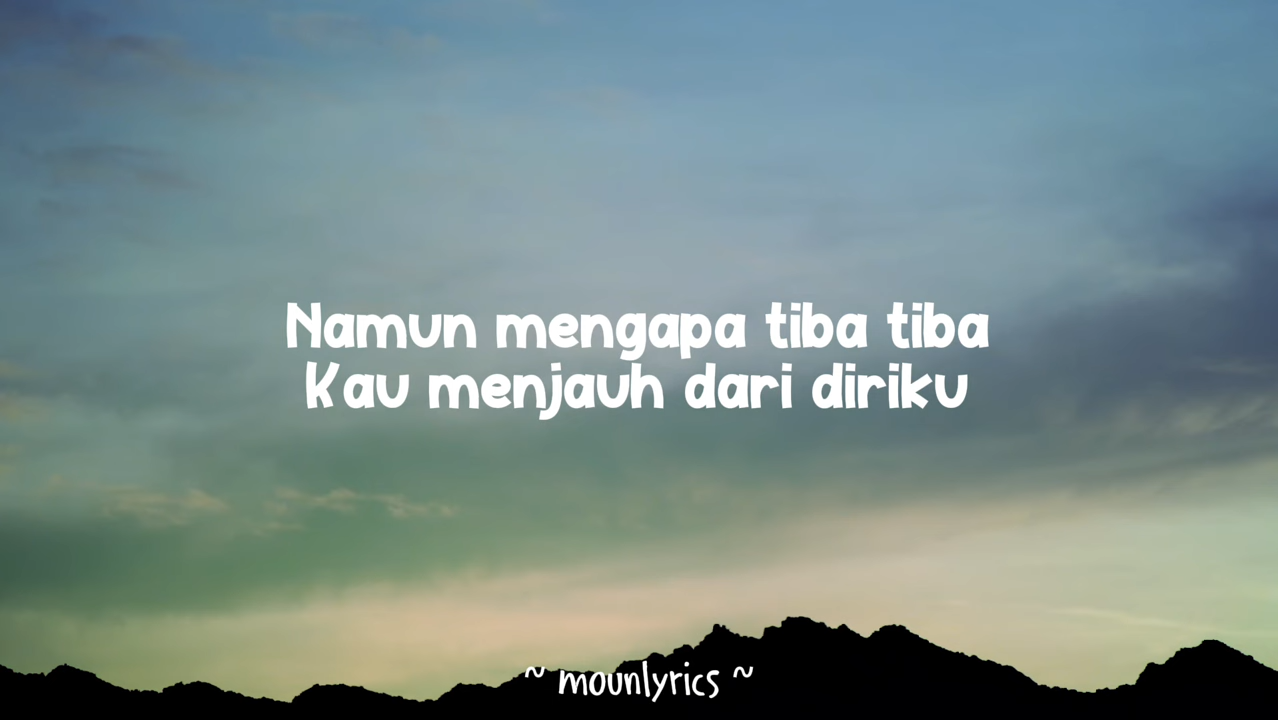 Namun mengapa tiba tiba
Kau menjauh dari diriku
~ mounlyrics ~